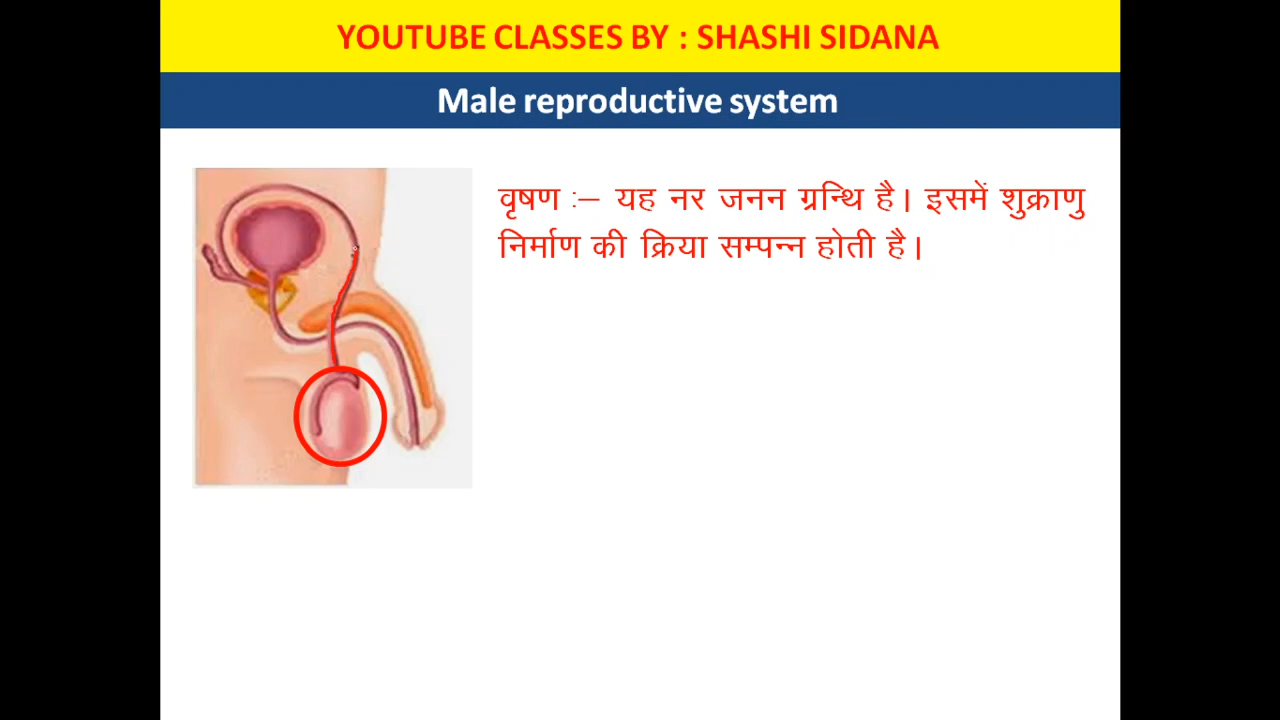 YOUTUBE CLASSES BY : SHASHI SIDANA
Male reproductive system
वृषण :– यह नर जनन ग्रन्थि है। इसमें शुक्राणु
निर्माण की क्रिया सम्पन्न होती है।